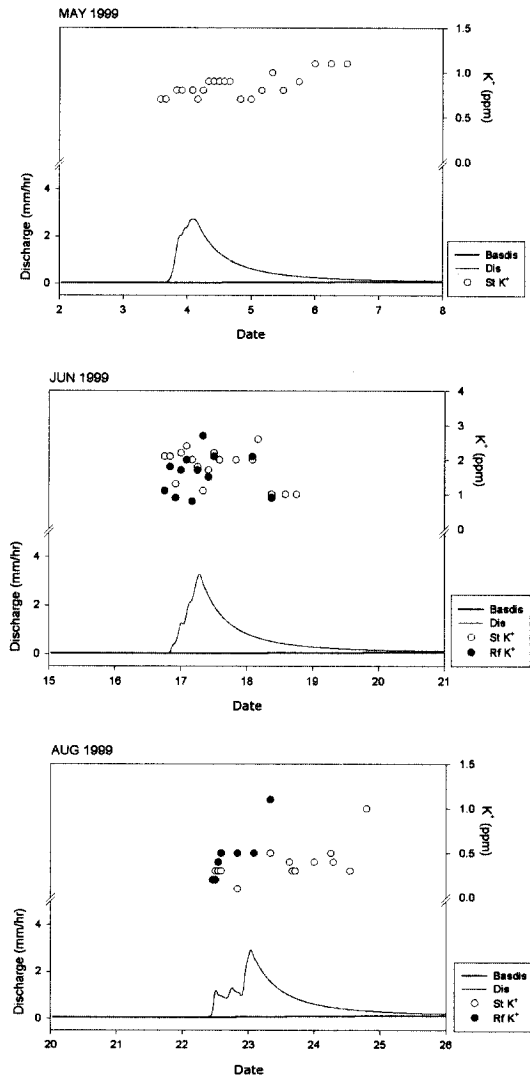 MAY 1999
1.5
1.0
0.5
0.0
K+ (ppm)
4
2
0
Discharge (mm/hr)
Basdis
Dis
St K+
2 3 4 5 6 7 8
Date
JUN 1999
4
3
2
1
0
K+ (ppm)
4
2
0
Discharge (mm/hr)
Basdis
Dis
St K+
Rf K+
15 16 17 18 19 20 21
Date
AUG 1999
1.5
1.0
0.5
0.0
K+ (ppm)
4
2
0
Discharge (mm/hr)
Basdis
Dis
St K+
Rf K+
20 21 22 23 24 25 26
Date